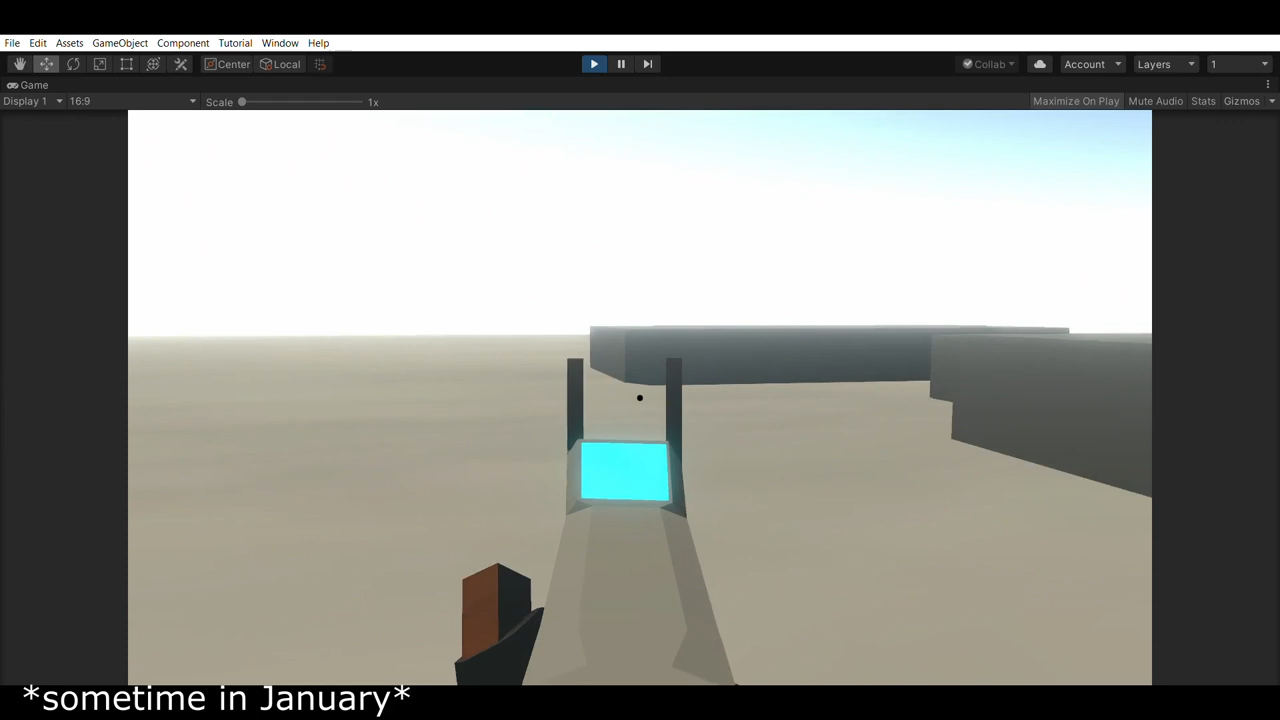 File Edit Assets GameObject Component Tutorial Window Help
Center Local Collab Account Layers 1
Game
Display 1 16:9 Scale 1x Maximize On Play Mute Audio Stats Gizmos
*sometime in January*